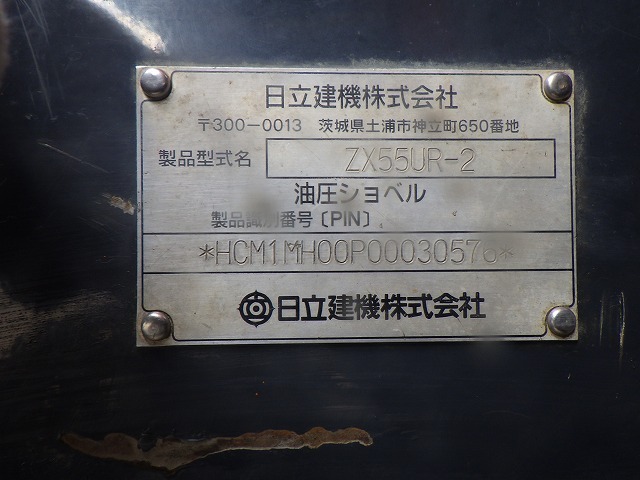 日立建機株式会社
〒300-0013 茨城県土浦市神立町650番地
製品型式名 ZX55UR-2
油圧ショベル
製品識別番号〔PIN〕
*HCM1MH00P00030576*
日立建機株式会社